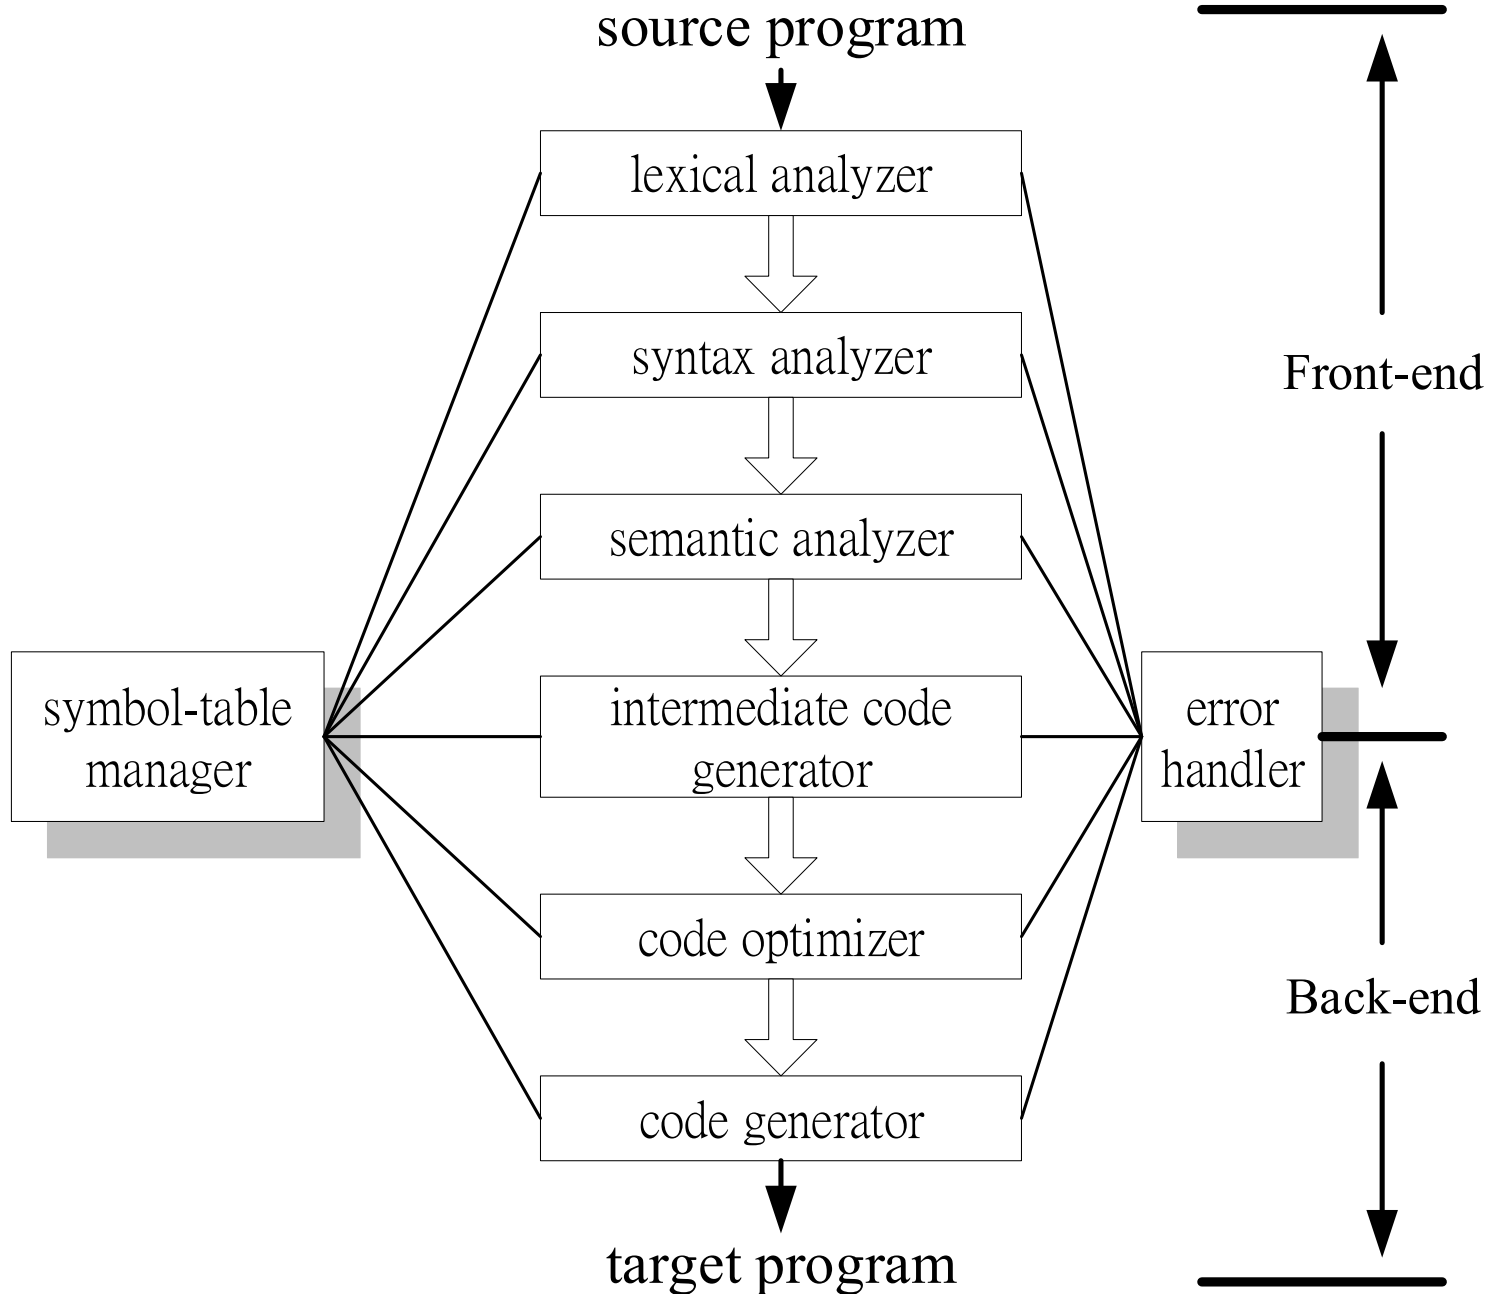 source program
lexical analyzer
syntax analyzer
Front-end
semantic analyzer
symbol-table
manager
intermediate code
generator
error
handler
code optimizer
Back-end
code generator
target program